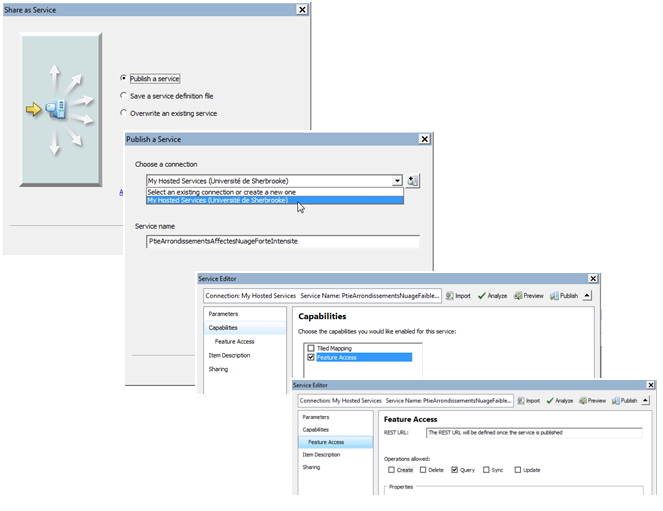 Share as Service
Publish a service
Save a service definition file
Overwrite an existing service
Publish a Service
Choose a connection
My Hosted Services (Université de Sherbrooke)
Select an existing connection or create a new one
My Hosted Services (Université de Sherbrooke)
Service name
PtieArrondissementsAffectesNuageForteIntensite
Service Editor
Connection: My Hosted Services Service Name: PtieArrondissementsNuageFaible... Import Analyze Preview Publish
Parameters
Capabilities
Feature Access
Item Description
Sharing
Capabilities
Choose the capabilities you would like enabled for this service:
Tiled Mapping
Feature Access
Service Editor
Connection: My Hosted Services Service Name: PtieArrondissementsNuageFaible... Import Analyze Preview Publish
Parameters
Capabilities
Feature Access
Item Description
Sharing
Feature Access
REST URL: The REST URL will be defined once the service is published
Operations allowed:
Create Delete Query Sync Update
Properties